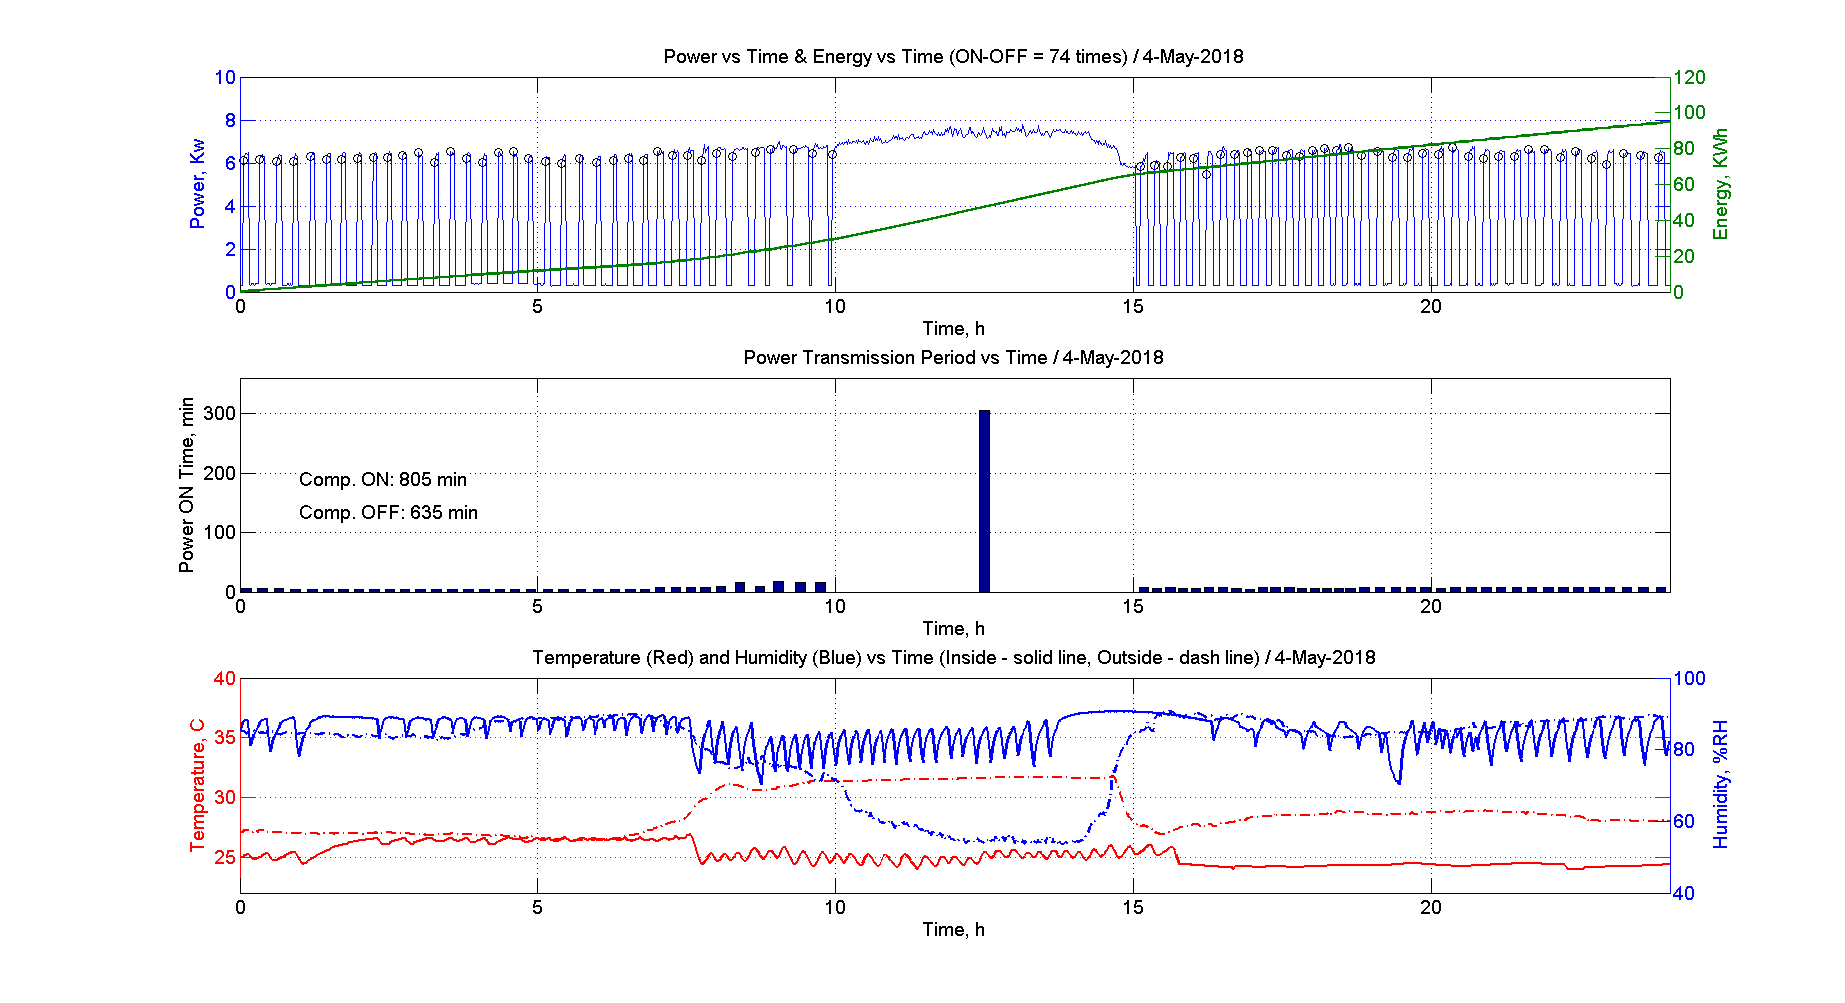 Power vs Time & Energy vs Time (ON-OFF = 74 times) / 4-May-2018
10
8
6
4
2
0
Power, Kw
120
100
80
60
40
20
0
Energy, KWh
0 5 10 15 20
Time, h
Power Transmission Period vs Time / 4-May-2018
300
200
100
0
Power ON Time, min
Comp. ON: 805 min
Comp. OFF: 635 min
0 5 10 15 20
Time, h
Temperature (Red) and Humidity (Blue) vs Time (Inside - solid line, Outside - dash line) / 4-May-2018
40
35
30
25
Temperature, C
100
80
60
40
Humidity, %RH
0 5 10 15 20
Time, h